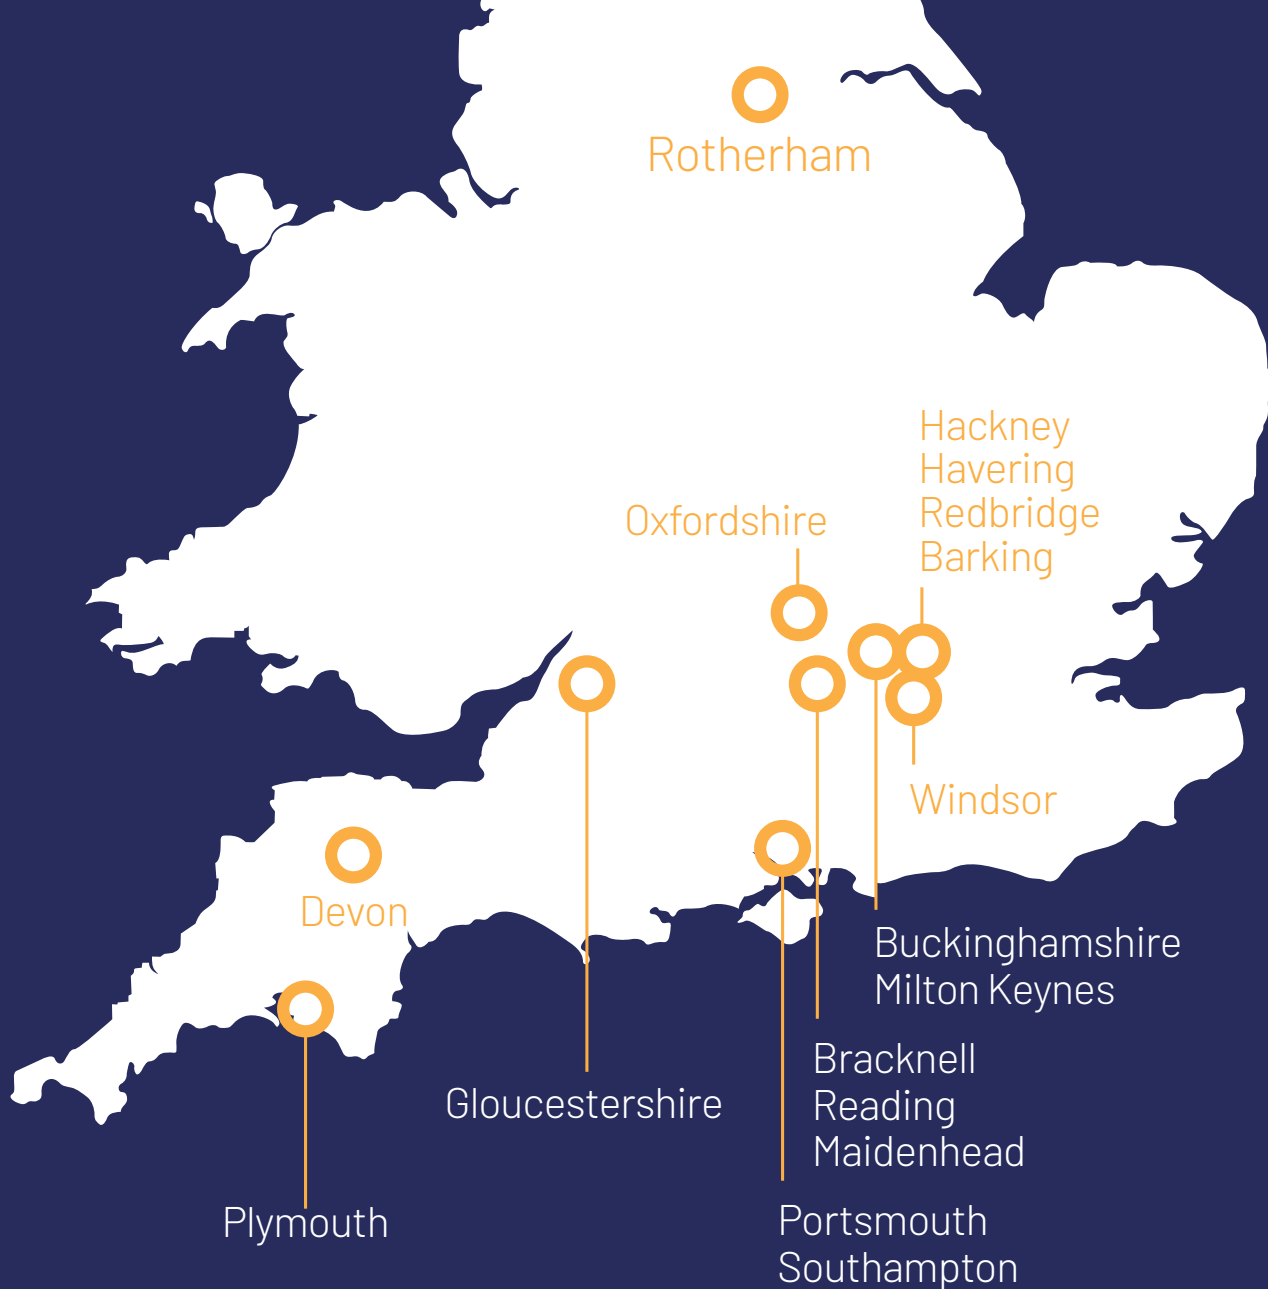 Rotherham
Hackney
Havering
Redbridge
Barking
Oxfordshire
Windsor
Devon
Buckinghamshire
Milton Keynes
Bracknell
Reading
Maidenhead
Gloucestershire
Plymouth
Portsmouth
Southampton